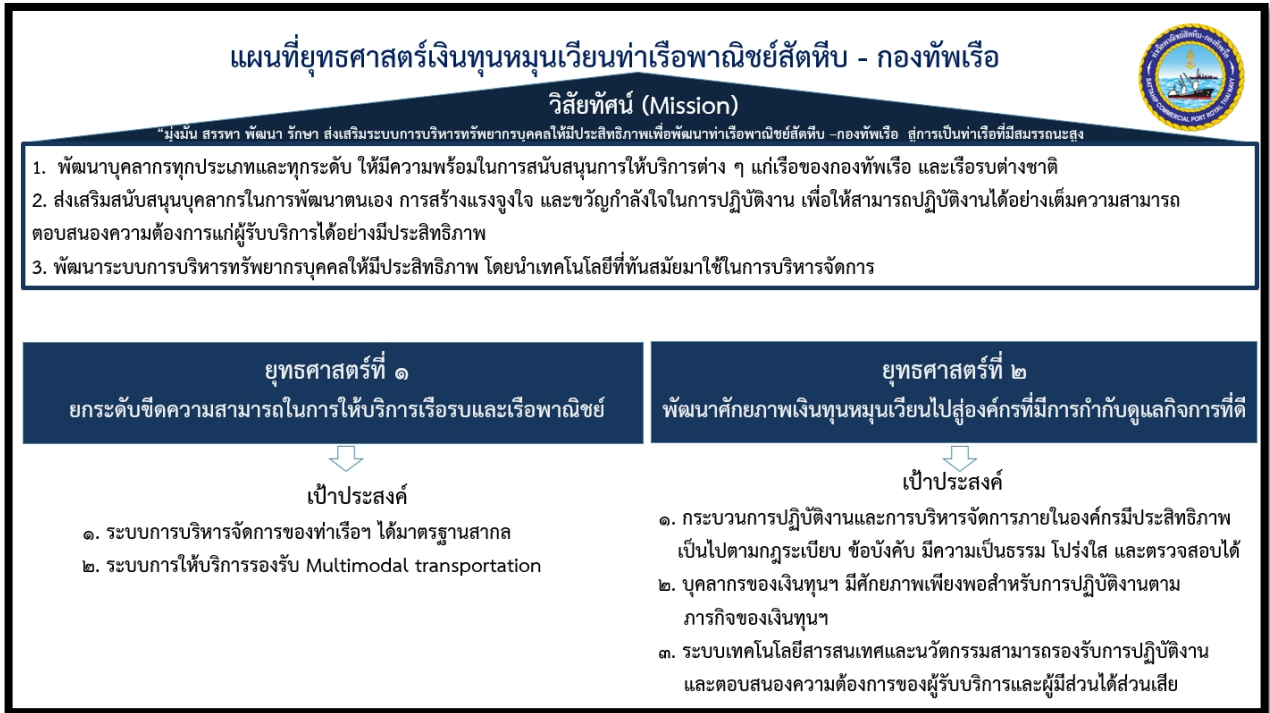 แผนที่ยุทธศาสตร์เงินทุนหมุนเวียนท่าเรือพาณิชย์สัตหีบ - กองทัพเรือ
ท่าเรือพาณิชย์สัตหีบ-กองทัพเรือ
SATTAHIP COMMERCIAL PORT ROYAL THAI NAVY
วิสัยทัศน์ (Mission)
“มุ่งมั่น สรรหา พัฒนา รักษา ส่งเสริมระบบการบริหารทรัพยากรบุคคลให้มีประสิทธิภาพเพื่อพัฒนาท่าเรือพาณิชย์สัตหีบ –กองทัพเรือ สู่การเป็นท่าเรือที่มีสมรรถนะสูง
1. พัฒนาบุคลากรทุกประเภทและทุกระดับ ให้มีความพร้อมในการสนับสนุนการให้บริการต่าง ๆ แก่เรือของกองทัพเรือ และเรือรบต่างชาติ
2. ส่งเสริมสนับสนุนบุคลากรในการพัฒนาตนเอง การสร้างแรงจูงใจ และขวัญกำลังใจในการปฏิบัติงาน เพื่อให้สามารถปฏิบัติงานได้อย่างเต็มความสามารถ
ตอบสนองความต้องการแก่ผู้รับบริการได้อย่างมีประสิทธิภาพ
3. พัฒนาระบบการบริหารทรัพยากรบุคคลให้มีประสิทธิภาพ โดยนำเทคโนโลยีที่ทันสมัยมาใช้ในการบริหารจัดการ
ยุทธศาสตร์ที่ ๑
ยกระดับขีดความสามารถในการให้บริการเรือรบและเรือพาณิชย์
เป้าประสงค์
๑. ระบบการบริหารจัดการของท่าเรือฯ ได้มาตรฐานสากล
๒. ระบบการให้บริการรองรับ Multimodal transportation
ยุทธศาสตร์ที่ ๒
พัฒนาศักยภาพเงินทุนหมุนเวียนไปสู่องค์กรที่มีการกำกับดูแลกิจการที่ดี
เป้าประสงค์
๑. กระบวนการปฏิบัติงานและการบริหารจัดการภายในองค์กรมีประสิทธิภาพ
เป็นไปตามกฎระเบียบ ข้อบังคับ มีความเป็นธรรม โปร่งใส และตรวจสอบได้
๒. บุคลากรของเงินทุนฯ มีศักยภาพเพียงพอสำหรับการปฏิบัติงานตาม
ภารกิจของเงินทุนฯ
๓. ระบบเทคโนโลยีสารสนเทศและนวัตกรรมสามารถรองรับการปฏิบัติงาน
และตอบสนองความต้องการของผู้รับบริการและผู้มีส่วนได้ส่วนเสีย